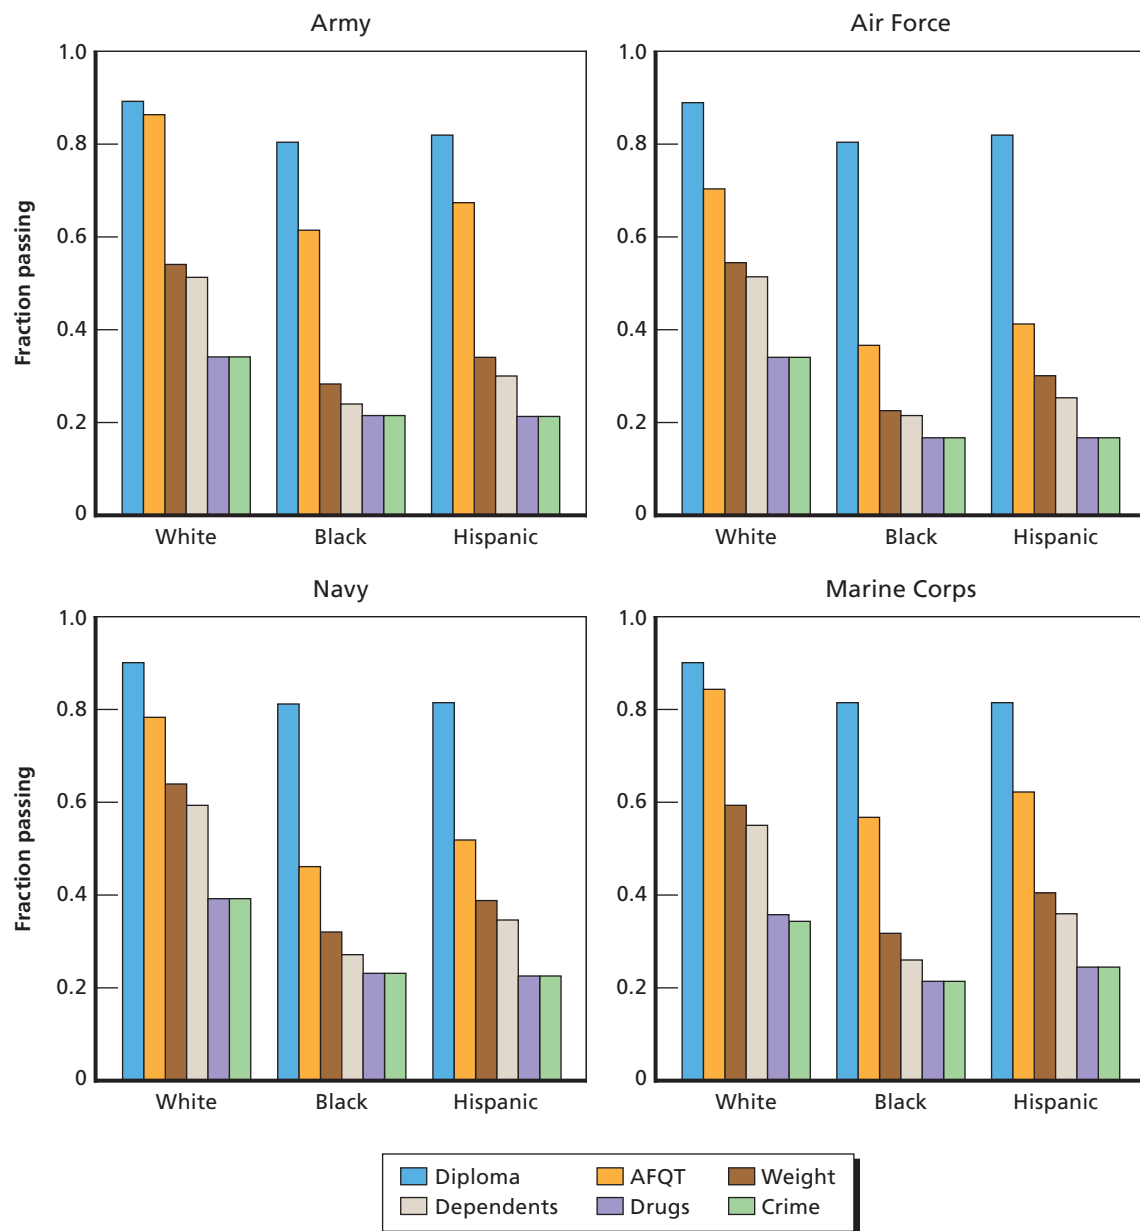 Army
Air Force
Fraction passing
1.0
0.8
0.6
0.4
0.2
0
White
Black
Hispanic
1.0
0.8
0.6
0.4
0.2
0
White
Black
Hispanic
Navy
Marine Corps
Fraction passing
1.0
0.8
0.6
0.4
0.2
0
White
Black
Hispanic
1.0
0.8
0.6
0.4
0.2
0
White
Black
Hispanic
Diploma
AFQT
Weight
Dependents
Drugs
Crime